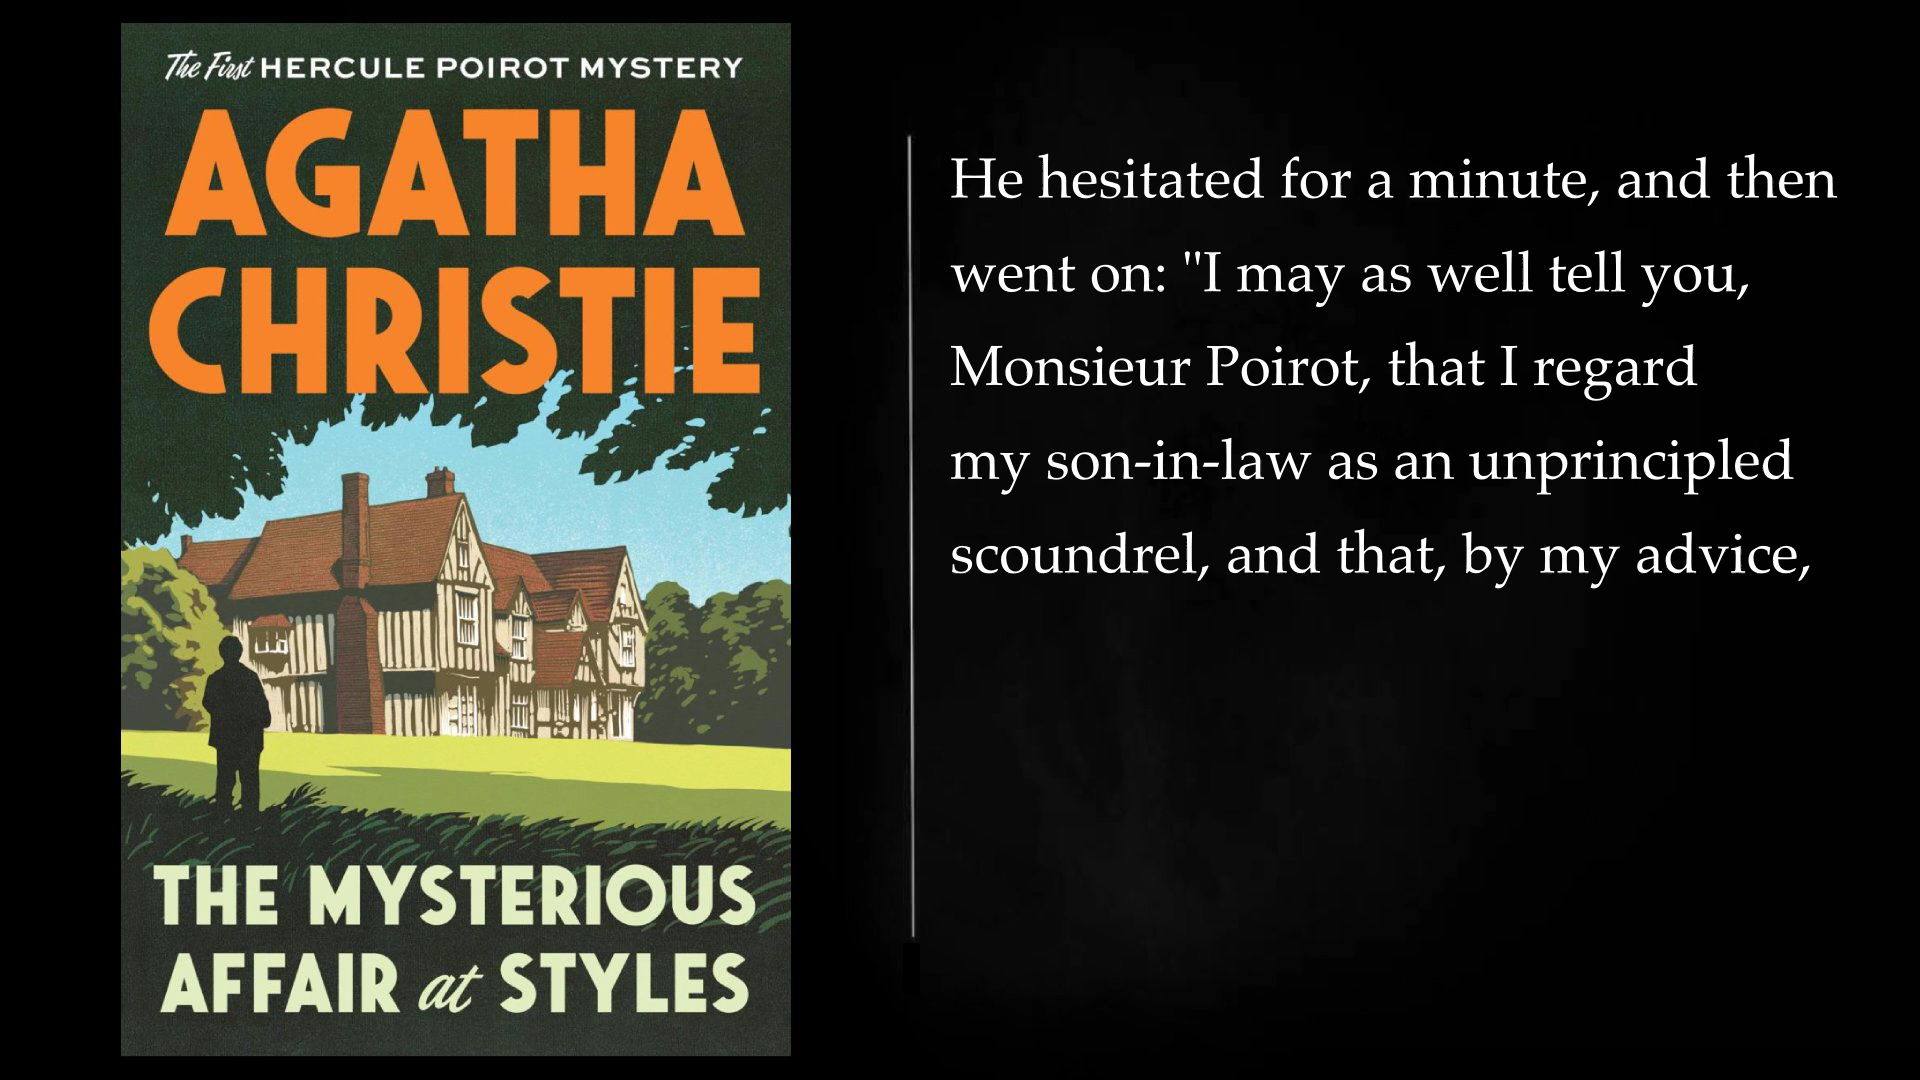 The First HERCULE POIROT MYSTERY
AGATHA
CHRISTIE
THE MYSTERIOUS
AFFAIR at STYLES
He hesitated for a minute, and then
went on: "I may as well tell you,
Monsieur Poirot, that I regard
my son-in-law as an unprincipled
scoundrel, and that, by my advice,